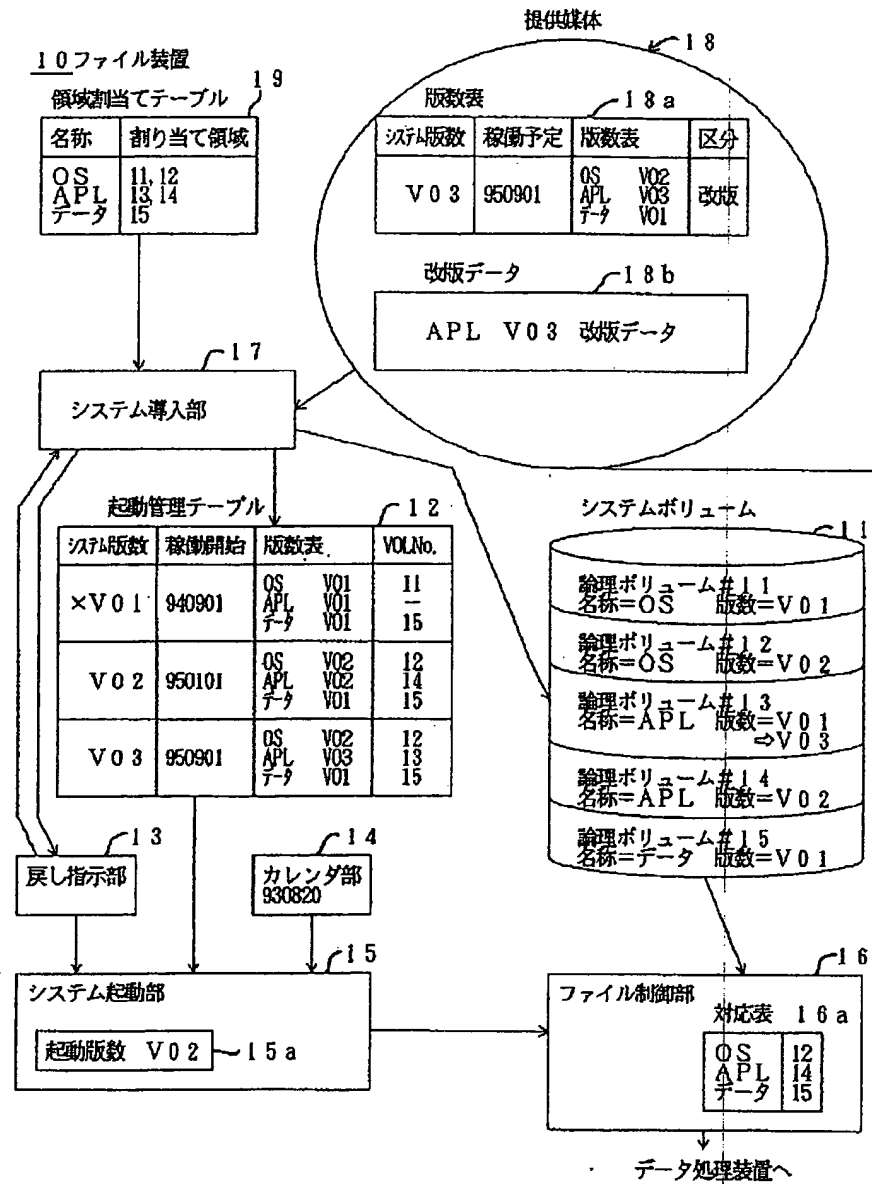 10ファイル装置
19
領域割当てテーブル
名称 割り当て領域
OS 11,12
APL 13,14
データ 15
提供媒体
18
版数表
18a
システム版数 稼働予定 版数表 区分
V03 950901 OS V02 改版
APL V03
データ V01
改版データ
18b
APL V03 改版データ
17
システム導入部
起動管理テーブル
12
システム版数 稼働開始 版数表 VOLNo.
×V01 940901 OS V01 11
APL V01 —
データ V01 15
V02 950101 OS V02 12
APL V02 14
データ V01 15
V03 950901 OS V02 12
APL V03 13
データ V01 15
システムボリューム
11
論理ボリューム#11
名称=OS 版数=V01
論理ボリューム#12
名称=OS 版数=V02
論理ボリューム#13
名称=APL 版数=V01
⇨V03
論理ボリューム#14
名称=APL 版数=V02
論理ボリューム#15
名称=データ 版数=V01
13
戻し指示部
14
カレンダ部
930820
15
システム起動部
起動版数 V02
15a
16
ファイル制御部
対応表 16a
OS 12
APL 14
データ 15
データ処理装置へ